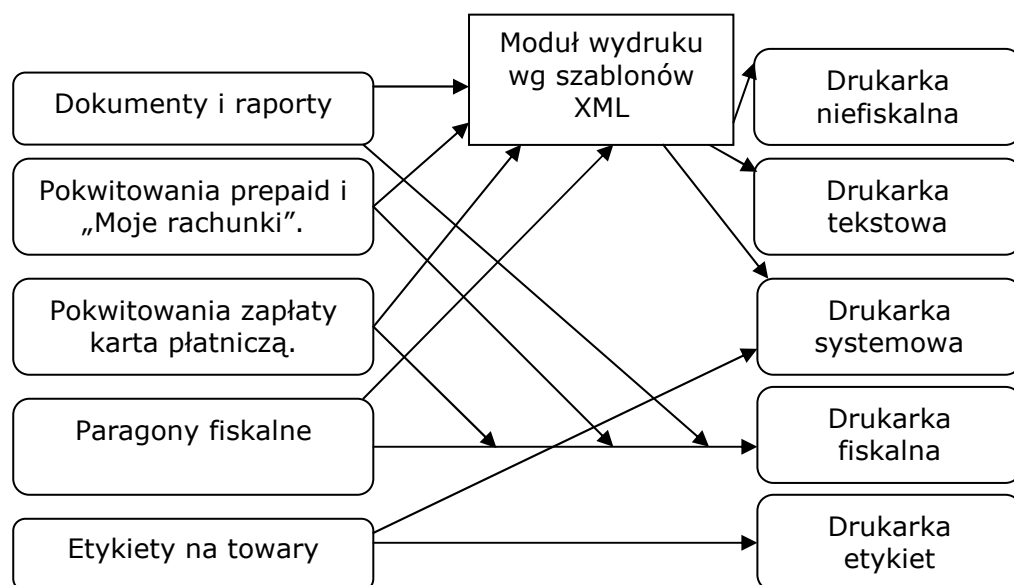 Moduł wydruku
wg szablonów
XML
Dokumenty i raporty
Pokwitowania prepaid i
„Moje rachunki”.
Pokwitowania zapłaty
karta płatniczą.
Paragony fiskalne
Etykiety na towary
Drukarka
niefiskalna
Drukarka
tekstowa
Drukarka
systemowa
Drukarka
fiskalna
Drukarka
etykiet